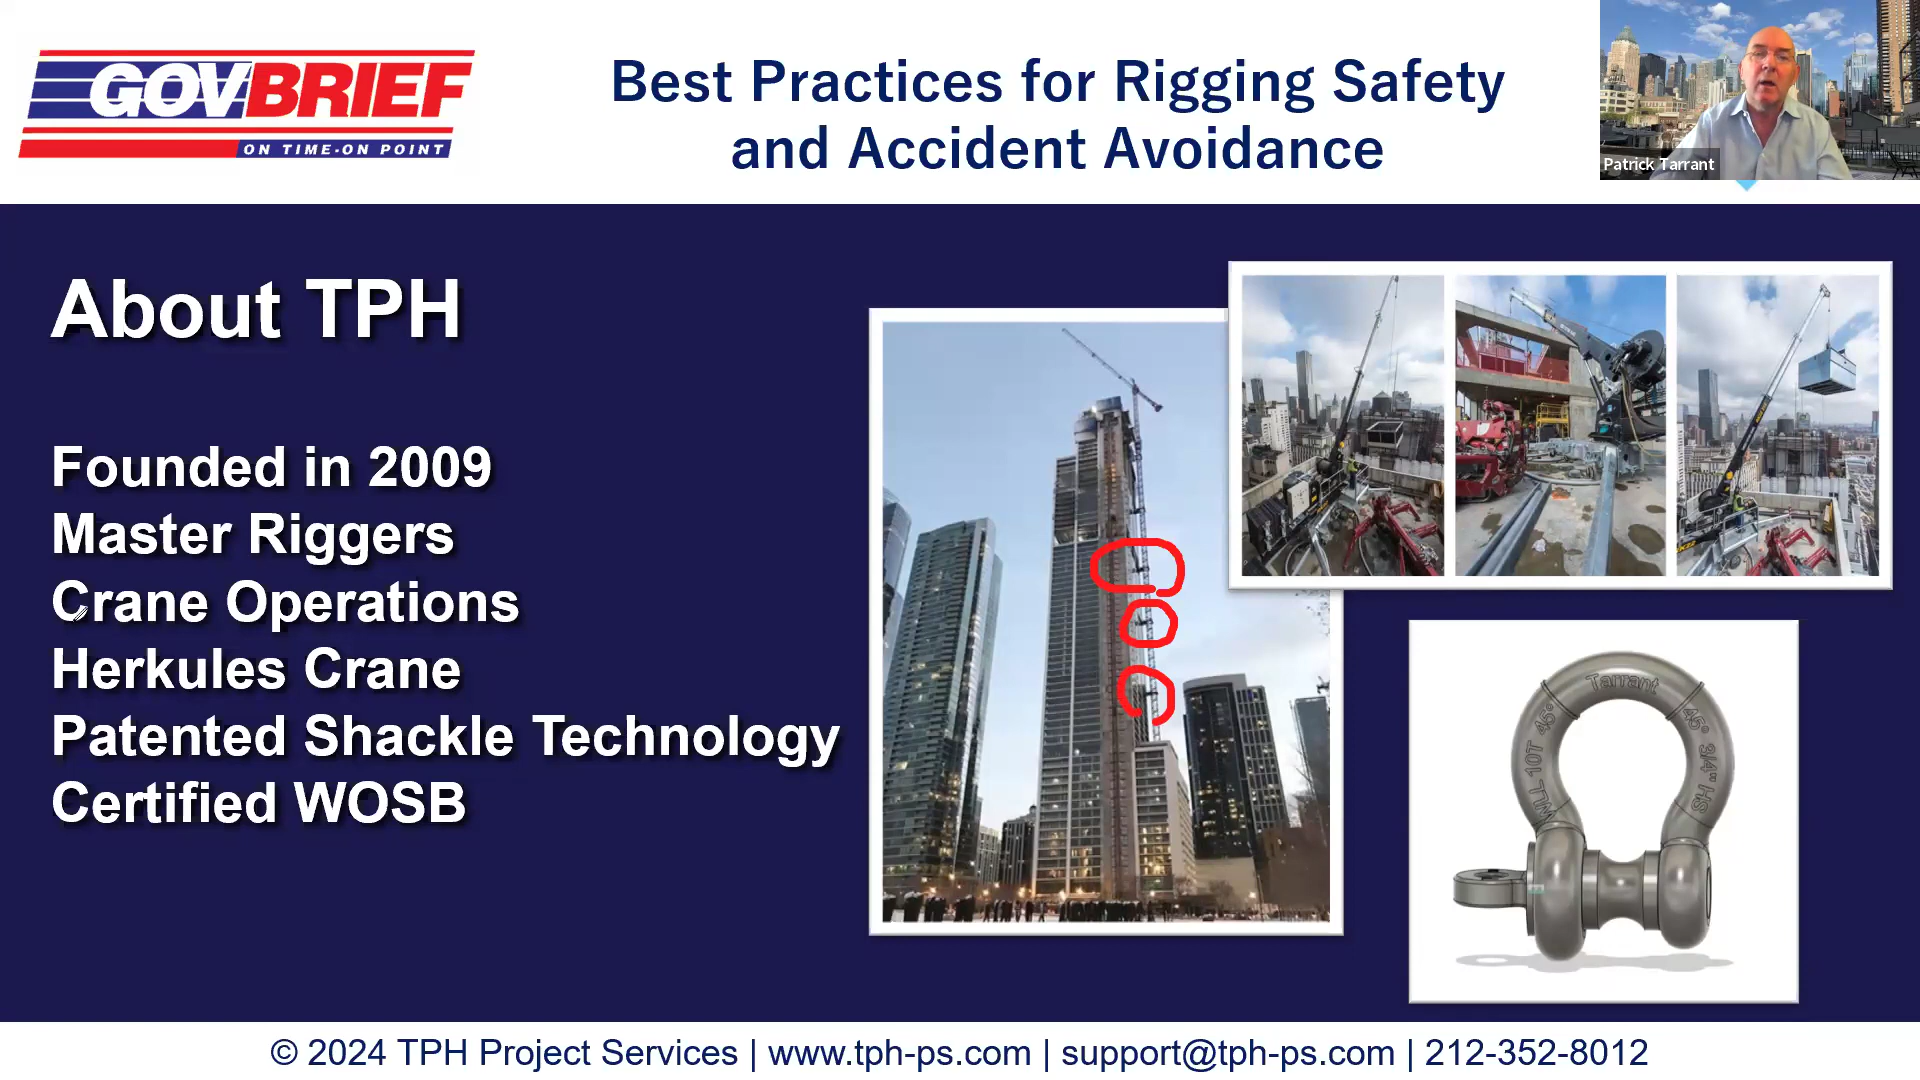 GOVBRIEF
ON TIME-ON POINT
Best Practices for Rigging Safety
and Accident Avoidance
Patrick Tarrant
About TPH
Founded in 2009
Master Riggers
Crane Operations
Herkules Crane
Patented Shackle Technology
Certified WOSB
Tarrant
WLL 10T 45°
45° 3/4" HS
© 2024 TPH Project Services | www.tph-ps.com | support@tph-ps.com | 212-352-8012